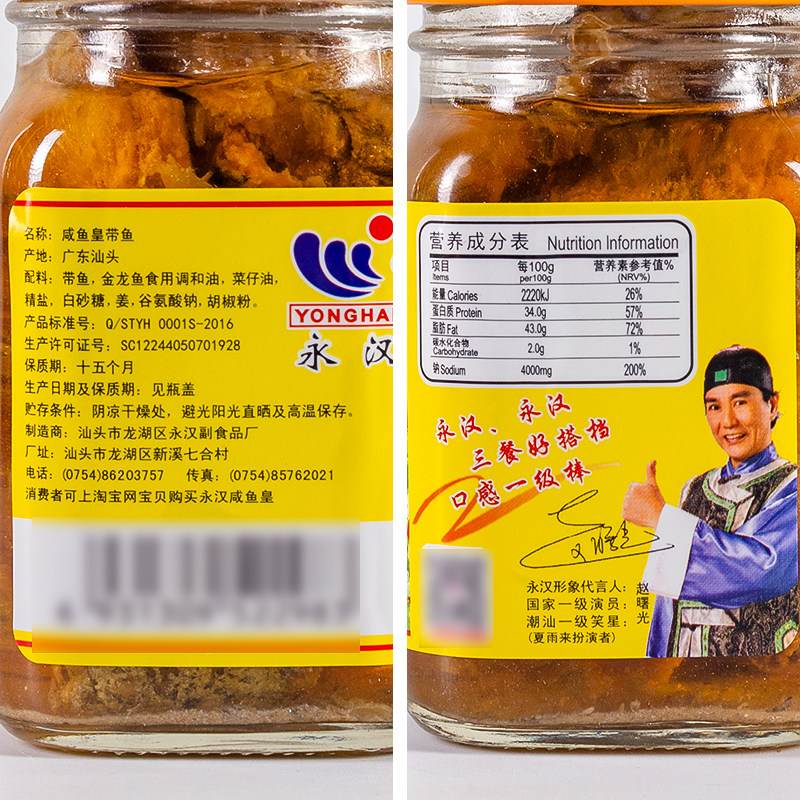 名称：咸鱼皇带鱼
产地：广东汕头
配料：带鱼，金龙鱼食用调和油，菜仔油，
精盐，白砂糖，姜，谷氨酸钠，胡椒粉。
产品标准号：Q/STYH 0001S-2016
生产许可证号：SC12244050701928
保质期：十五个月
生产日期及保质期：见瓶盖
贮存条件：阴凉干燥处，避光阳光直晒及高温保存。
制造商：汕头市龙湖区永汉副食品厂
厂址：汕头市龙湖区新溪七合村
电话：(0754)86203757 传真：(0754)85762021
消费者可上淘宝网宝贝购买永汉咸鱼皇
YONGHA
永汉
营养成分表 Nutrition Information
项目 Items 每100g per100g 营养素参考值% (NRV%)
能量 Calories 2220kJ 26%
蛋白质 Protein 34.0g 57%
脂肪 Fat 43.0g 72%
碳水化合物 Carbohydrate 2.0g 1%
钠 Sodium 4000mg 200%
永汉、永汉
三餐好搭档
口感一级棒
永汉形象代言人：赵曙光
国家一级演员：
潮汕一级笑星：
(夏雨来扮演者)